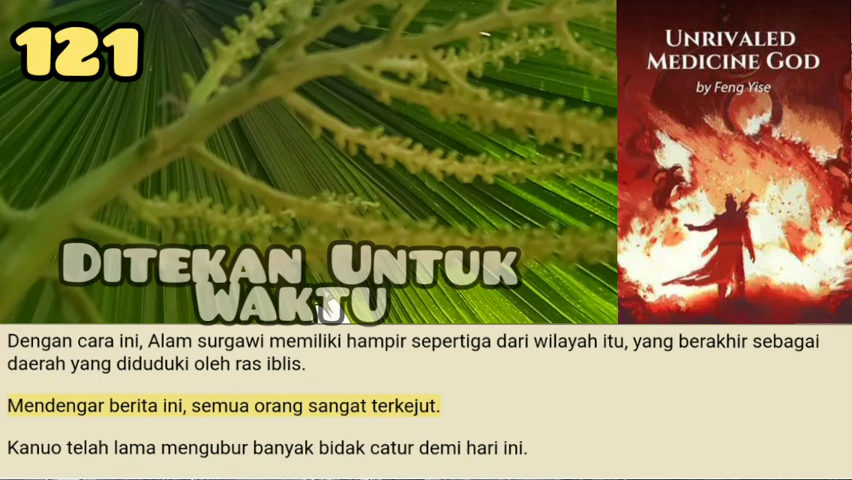 121
UNRIVALED
MEDICINE GOD
by Feng Yise
DITEKAN UNTUK
WAKTU
Dengan cara ini, Alam surgawi memiliki hampir sepertiga dari wilayah itu, yang berakhir sebagai
daerah yang diduduki oleh ras iblis.
Mendengar berita ini, semua orang sangat terkejut.
Kanuo telah lama mengubur banyak bidak catur demi hari ini.